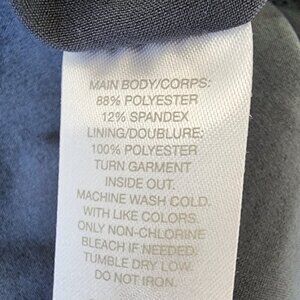 MAIN BODY/CORPS:
88% POLYESTER
12% SPANDEX
LINING/DOUBLURE:
100% POLYESTER
TURN GARMENT
INSIDE OUT.
MACHINE WASH COLD.
WITH LIKE COLORS.
ONLY NON-CHLORINE
BLEACH IF NEEDED.
TUMBLE DRY LOW.
DO NOT IRON.